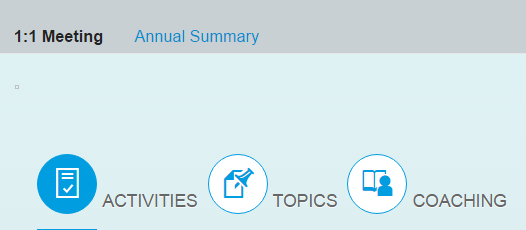 1:1 Meeting Annual Summary
ACTIVITIES TOPICS COACHING